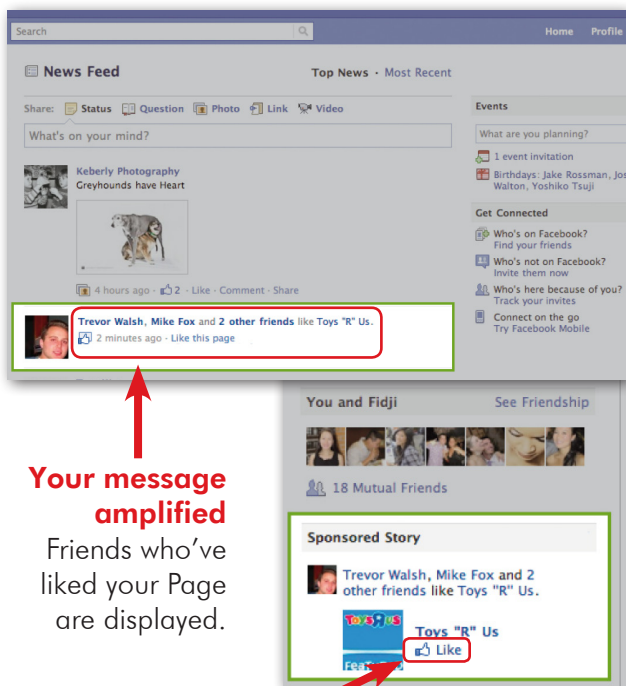 Search
Home Profile
News Feed
Top News · Most Recent
Share: Status Question Photo Link Video
What's on your mind?
Keberly Photography
Greyhounds have Heart
4 hours ago · 2 · Like · Comment · Share
Trevor Walsh, Mike Fox and 2 other friends like Toys "R" Us.
2 minutes ago · Like this page
Events
What are you planning?
1 event invitation
Birthdays: Jake Rossman, Jos
Walton, Yoshiko Tsuji
Get Connected
Who's on Facebook?
Find your friends
Who's not on Facebook?
Invite them now
Who's here because of you?
Track your invites
Connect on the go
Try Facebook Mobile
Your message
amplified
Friends who've
liked your Page
are displayed.
You and Fidji
See Friendship
18 Mutual Friends
Sponsored Story
Trevor Walsh, Mike Fox and 2
other friends like Toys "R" Us.
TOYS R US
Toys "R" Us
Like